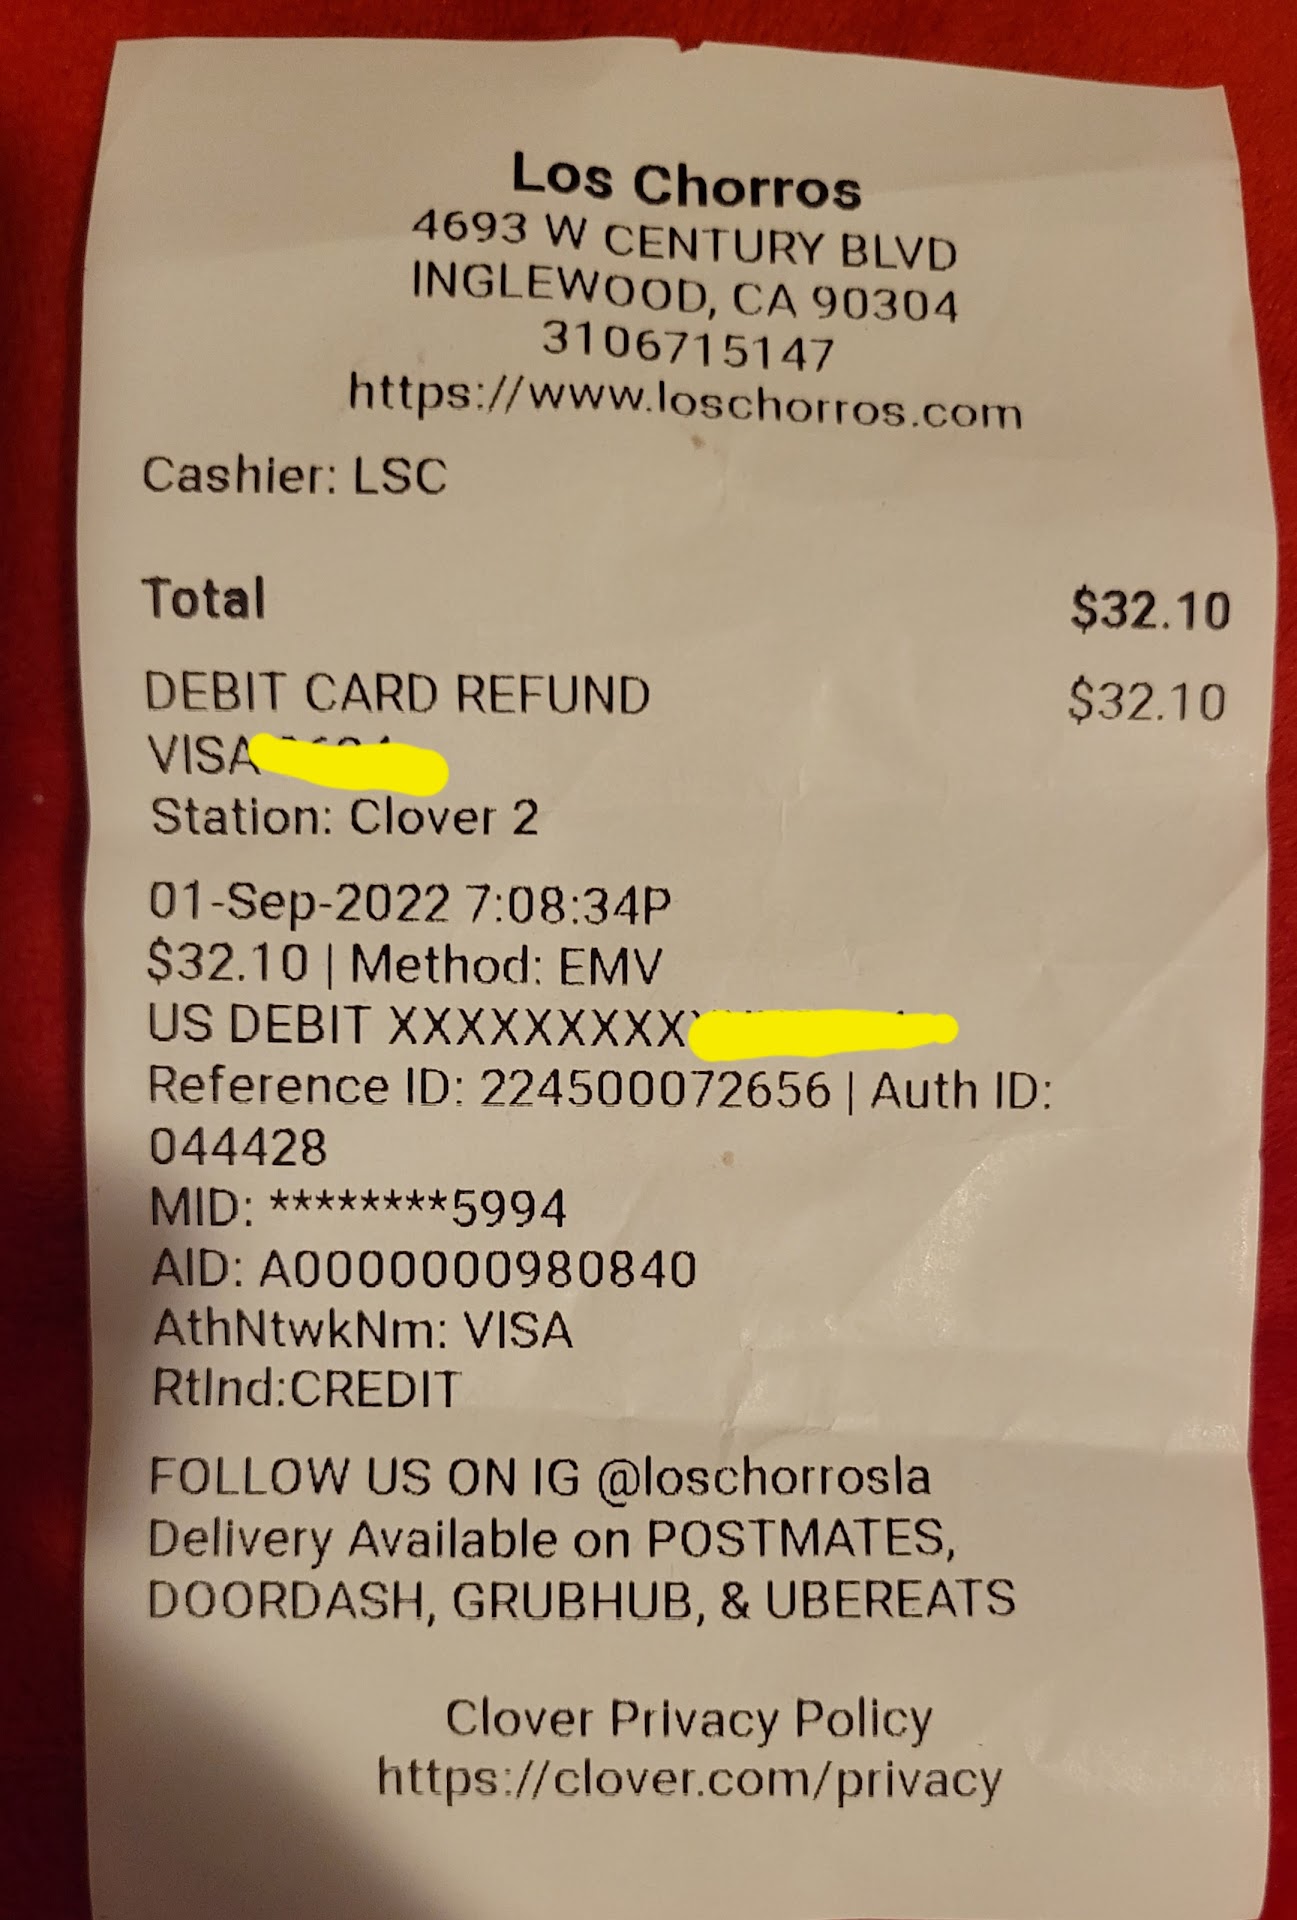 Los Chorros
4693 W CENTURY BLVD
INGLEWOOD, CA 90304
3106715147
https://www.loschorros.com
Cashier: LSC
Total $32.10
DEBIT CARD REFUND $32.10
VISA
Station: Clover 2
01-Sep-2022 7:08:34P
$32.10 | Method: EMV
US DEBIT XXXXXXXXXX
Reference ID: 224500072656 | Auth ID:
044428
MID: ********5994
AID: A0000000980840
AthNtwkNm: VISA
RtInd:CREDIT
FOLLOW US ON IG @loschorrosla
Delivery Available on POSTMATES,
DOORDASH, GRUBHUB, & UBEREATS
Clover Privacy Policy
https://clover.com/privacy